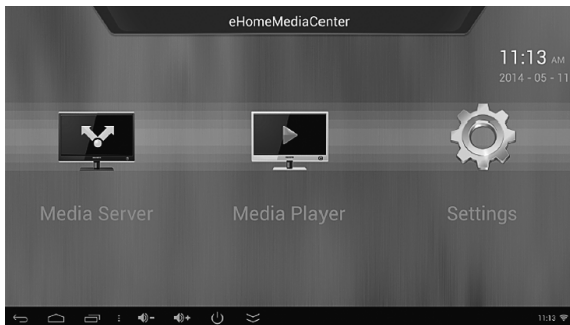 eHomeMediaCenter
11:13 AM
2014 - 05 - 11
Media Server
Media Player
Settings
11:13